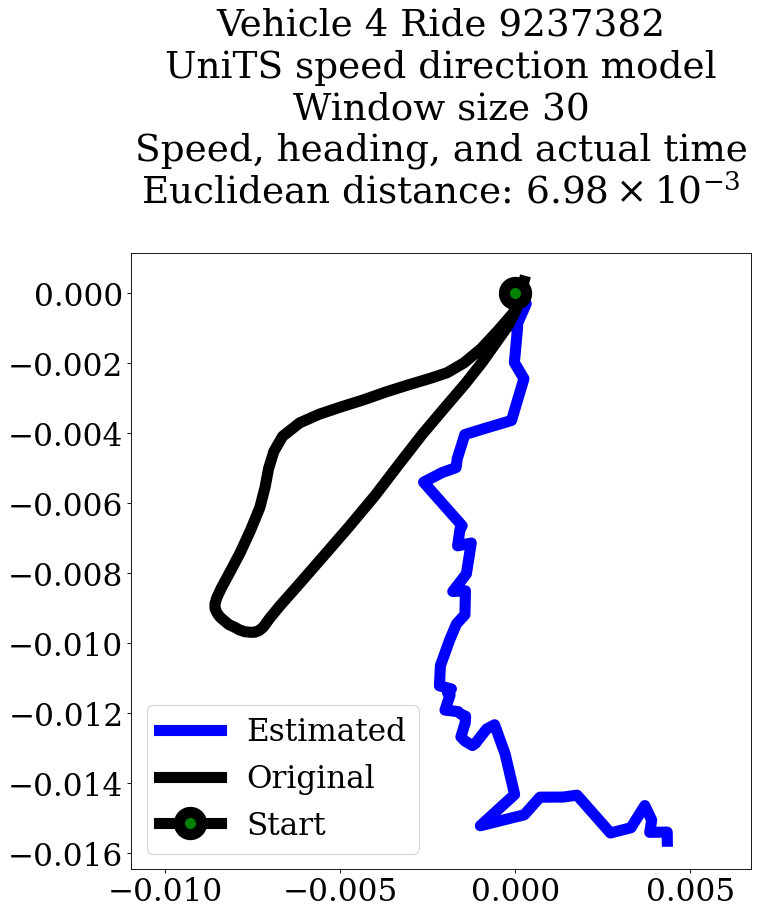 Vehicle 4 Ride 9237382
UniTS speed direction model
Window size 30
Speed, heading, and actual time
Euclidean distance: 6.98 × 10⁻³
0.000
−0.002
−0.004
−0.006
−0.008
−0.010
−0.012
−0.014
−0.016
Estimated
Original
Start
−0.010 −0.005 0.000 0.005